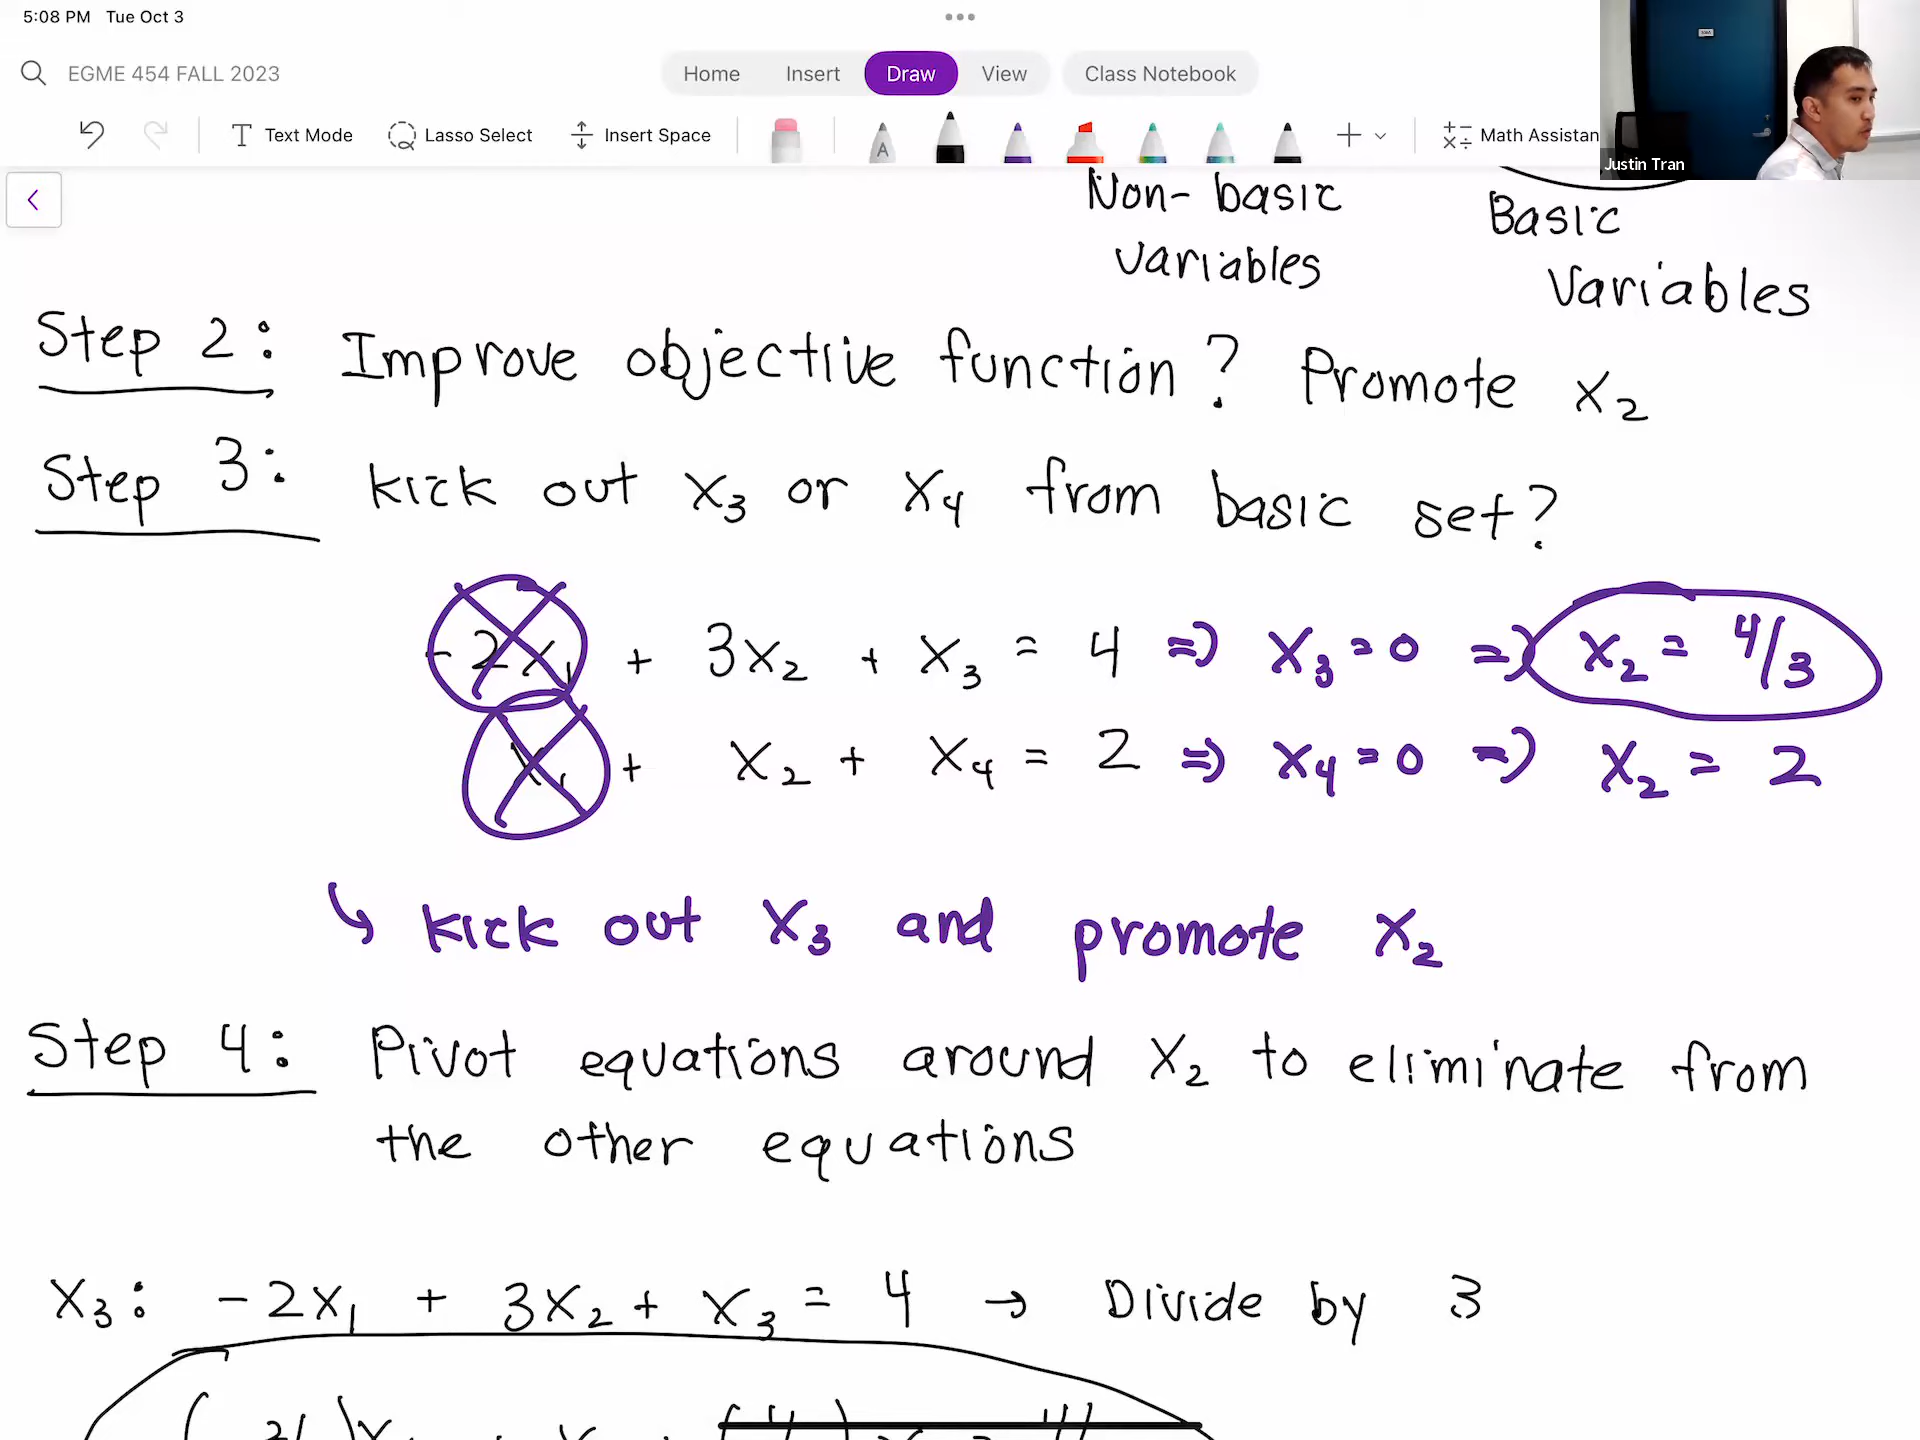 5:08 PM Tue Oct 3
EGME 454 FALL 2023
Home Insert Draw View Class Notebook
Text Mode Lasso Select Insert Space Math Assistan
Justin Tran
Non-basic variables
Basic Variables
Step 2: Improve objective function? Promote x₂
Step 3: kick out x₃ or x₄ from basic set?
-2x₁ + 3x₂ + x₃ = 4 => x₃ = 0 => x₂ = 4/3
x₁ + x₂ + x₄ = 2 => x₄ = 0 => x₂ = 2
↳ kick out x₃ and promote x₂
Step 4: Pivot equations around x₂ to eliminate from
the other equations
x₃: -2x₁ + 3x₂ + x₃ = 4 → Divide by 3